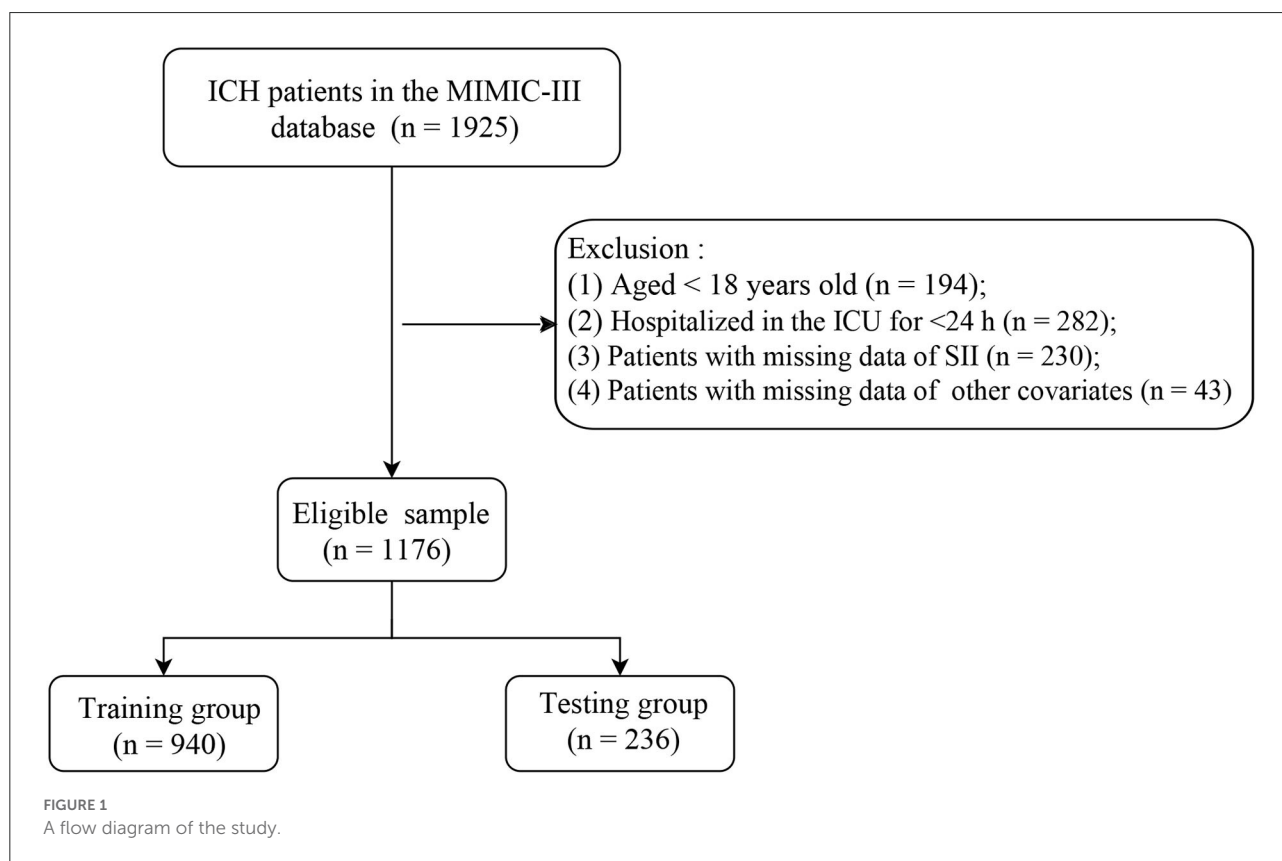 ICH patients in the MIMIC-III
database (n = 1925)
Exclusion :
(1) Aged < 18 years old (n = 194);
(2) Hospitalized in the ICU for <24 h (n = 282);
(3) Patients with missing data of SII (n = 230);
(4) Patients with missing data of other covariates (n = 43)
Eligible sample
(n = 1176)
Training group
(n = 940)
Testing group
(n = 236)
FIGURE 1
A flow diagram of the study.